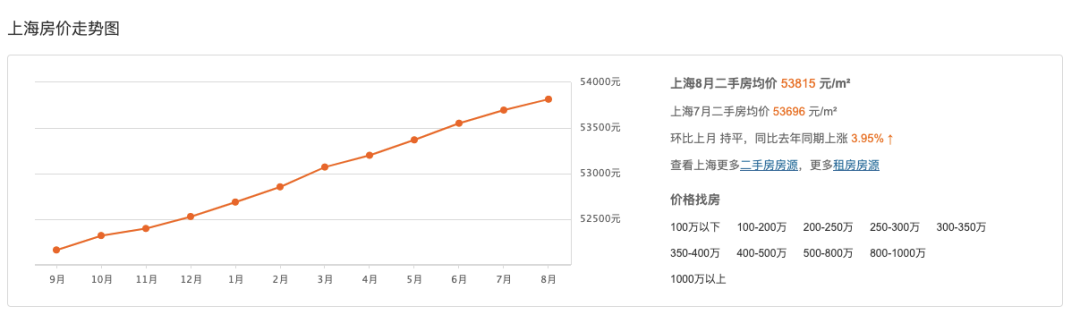 上海房价走势图
54000元
53500元
53000元
52500元
9月 10月 11月 12月 1月 2月 3月 4月 5月 6月 7月 8月
上海8月二手房均价 53815 元/m²
上海7月二手房均价 53696 元/m²
环比上月 持平，同比去年同期上涨 3.95% ↑
查看上海更多二手房房源，更多租房房源
价格找房
100万以下 100-200万 200-250万 250-300万 300-350万
350-400万 400-500万 500-800万 800-1000万
1000万以上